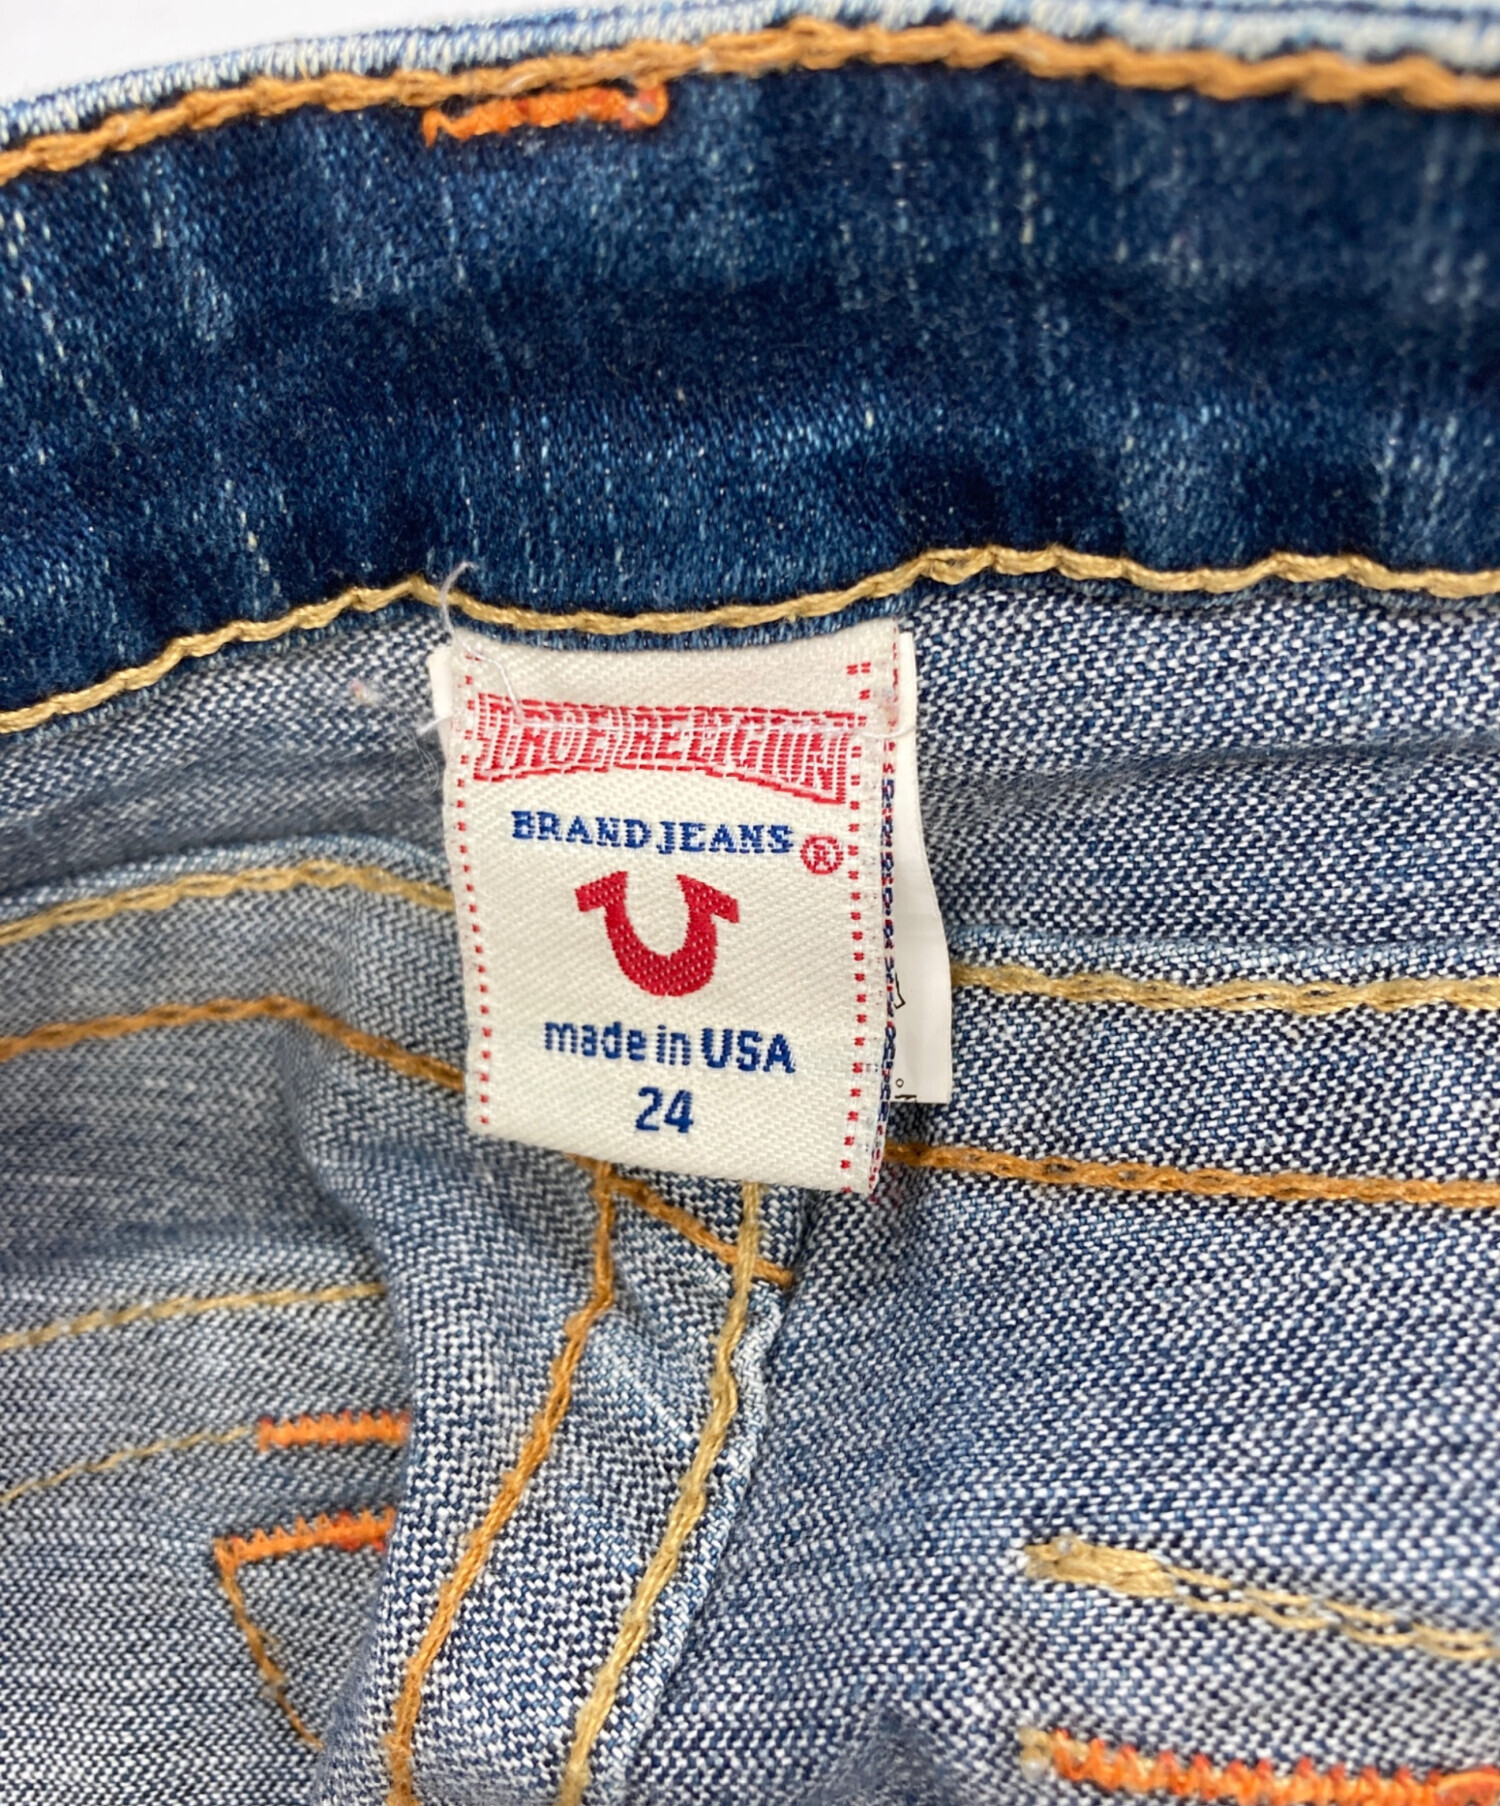 TRUE RELIGION
BRAND JEANS ®
made in USA
24